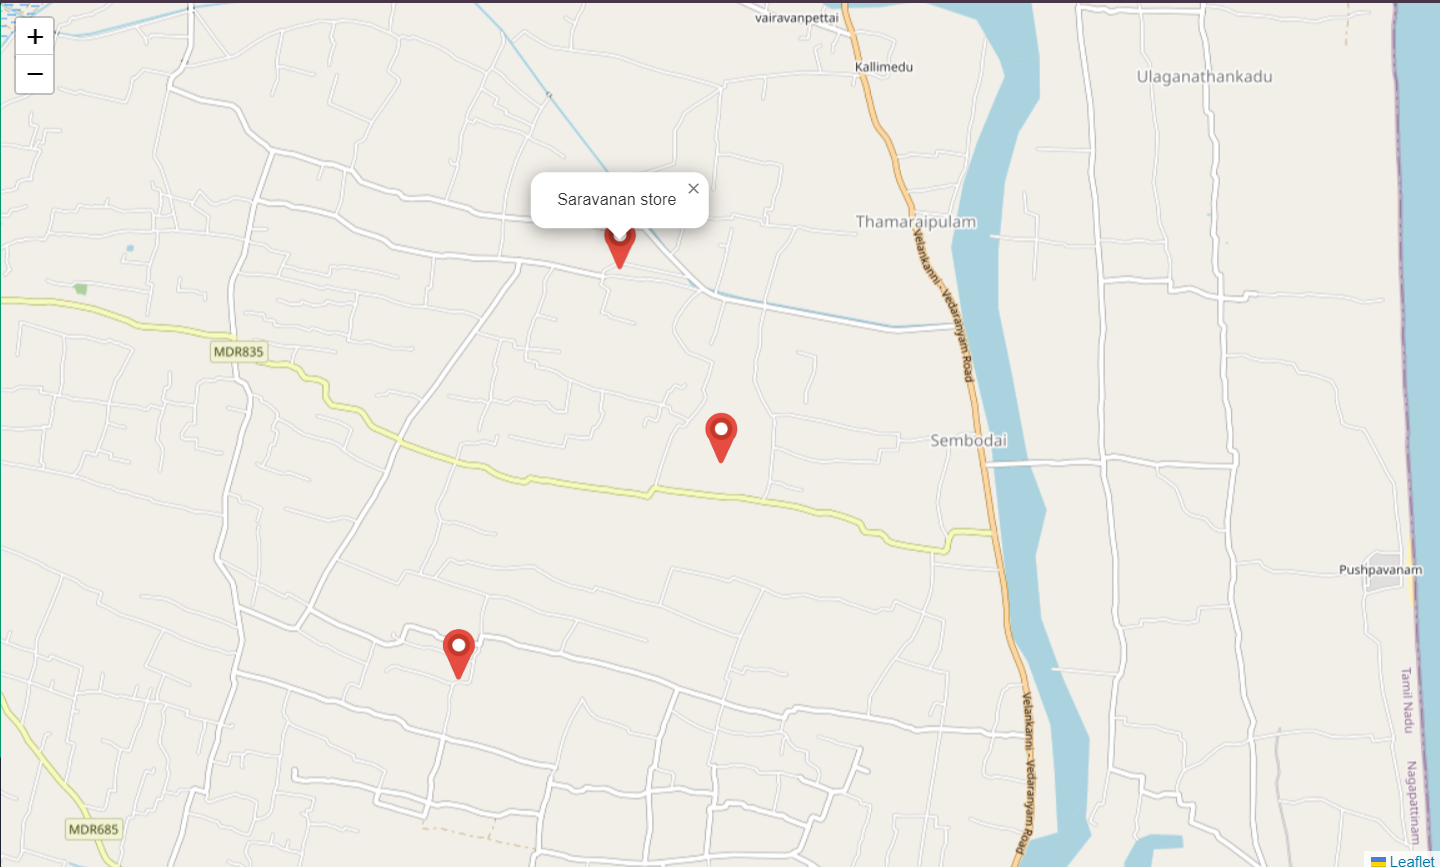 vairavanpettai
+
−
Kallimedu
Ulaganathankadu
Saravanan store ×
Thamaraipulam
Velankanni - Vedaranyam Road
MDR835
Sembodai
Pushpavanam
Tamil Nadu
Velankanni - Vedaranyam Road
Nagapattinam
MDR685
Leaflet